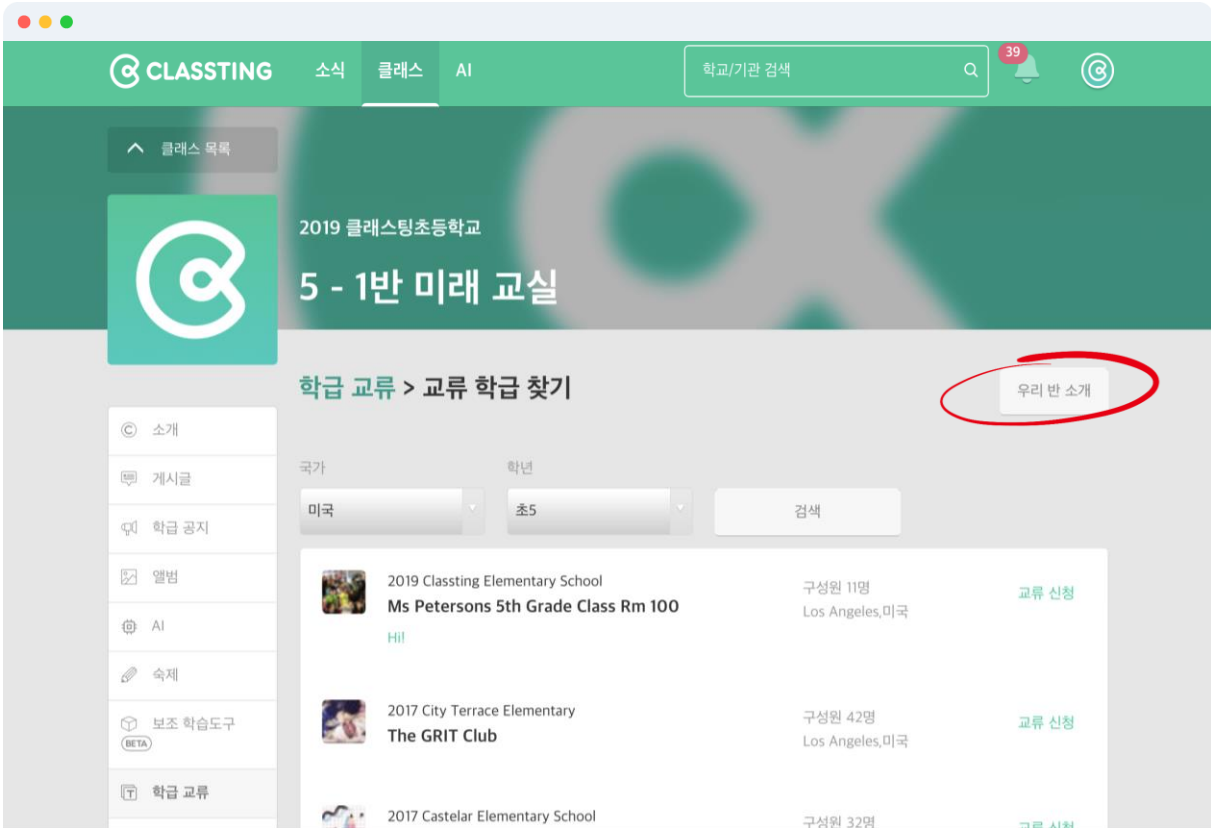 CLASSTING 소식 클래스 AI 학교/기관 검색 39
클래스 목록
2019 클래스팅초등학교
5 - 1반 미래 교실
학급 교류 > 교류 학급 찾기 우리 반 소개
소개
게시글
학급 공지
앨범
AI
숙제
보조 학습도구
BETA
학급 교류
국가 학년
미국 초5 검색
2019 Classting Elementary School
Ms Petersons 5th Grade Class Rm 100
Hi!
구성원 11명
Los Angeles,미국
교류 신청
2017 City Terrace Elementary
The GRIT Club
구성원 42명
Los Angeles,미국
교류 신청
2017 Castelar Elementary School
구성원 32명
교류 신청